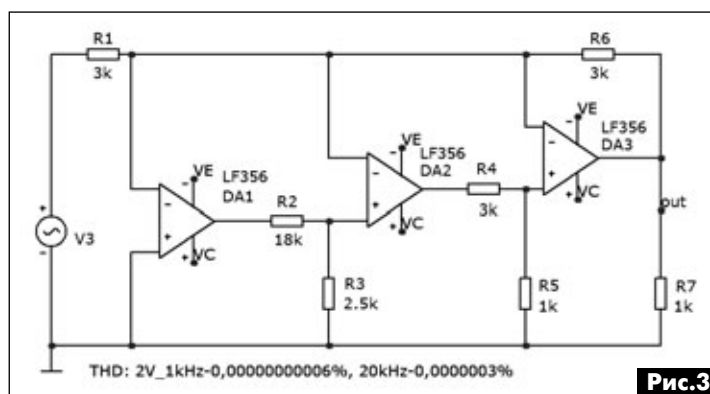 R1
3k
R6
3k
VE
LF356
DA3
VE
LF356
DA2
R4
3k
VC
out
VE
LF356
DA1
R2
18k
VC
V3
VC
R3
2.5k
R5
1k
R7
1k
THD: 2V_1kHz-0,00000000006%, 20kHz-0,0000003%
Рис.3